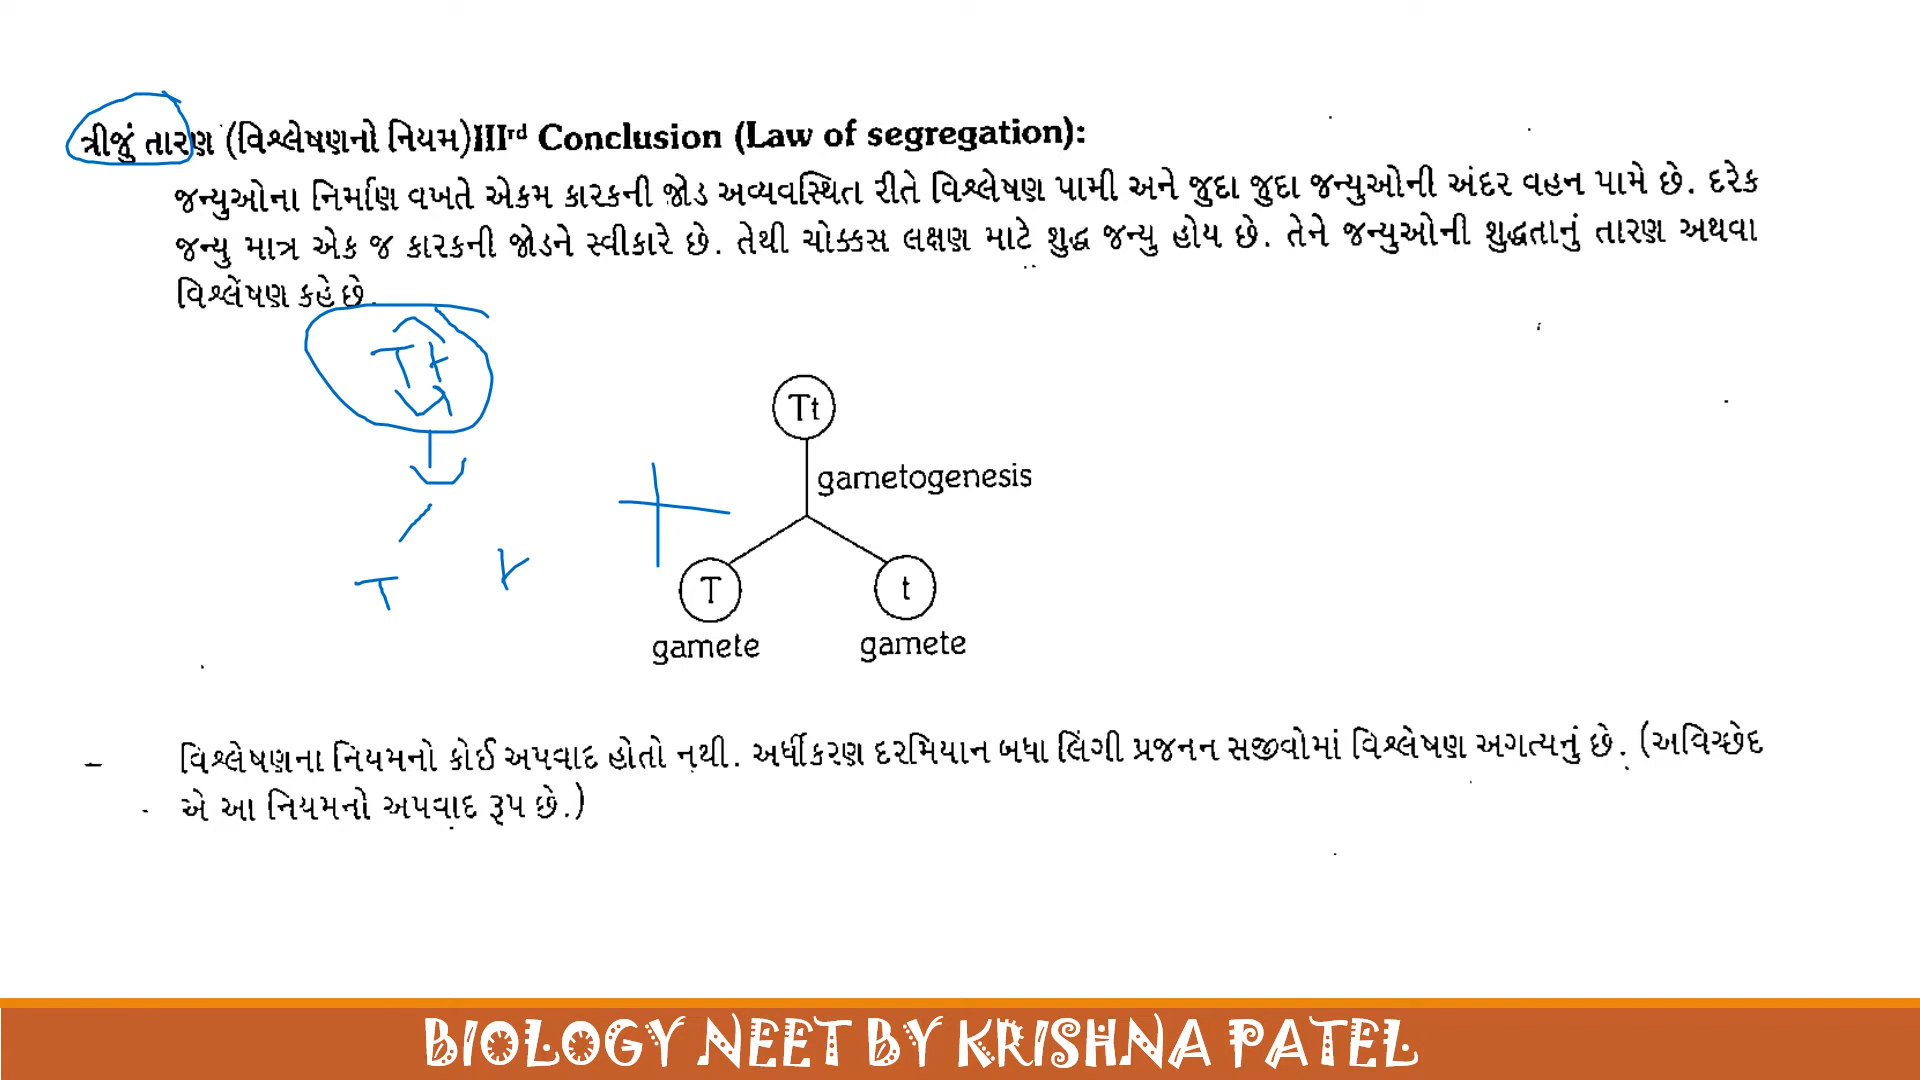 ત્રીજું તારણ (વિશ્લેષણનો નિયમ)IIIrd Conclusion (Law of segregation):
જન્યુઓના નિર્માણ વખતે એકમ કારકની જોડ અવ્યવસ્થિત રીતે વિશ્લેષણ પામી અને જુદા જુદા જન્યુઓની અંદર વહન પામે છે. દરેક
જન્યુ માત્ર એક જ કારકની જોડને સ્વીકારે છે. તેથી ચોક્કસ લક્ષણ માટે શુદ્ધ જન્યુ હોય છે. તેને જન્યુઓની શુદ્ધતાનું તારણ અથવા
વિશ્લેષણ કહે છે.
Tt
Tt
gametogenesis
T
T
t
gamete
gamete
– વિશ્લેષણના નિયમનો કોઈ અપવાદ હોતો નથી. અર્ધીકરણ દરમિયાન બધા લિંગી પ્રજનન સજીવોમાં વિશ્લેષણ અગત્યનું છે. (અવિચ્છેદ
એ આ નિયમનો અપવાદ રૂપ છે.)
BIOLOGY NEET BY KRISHNA PATEL